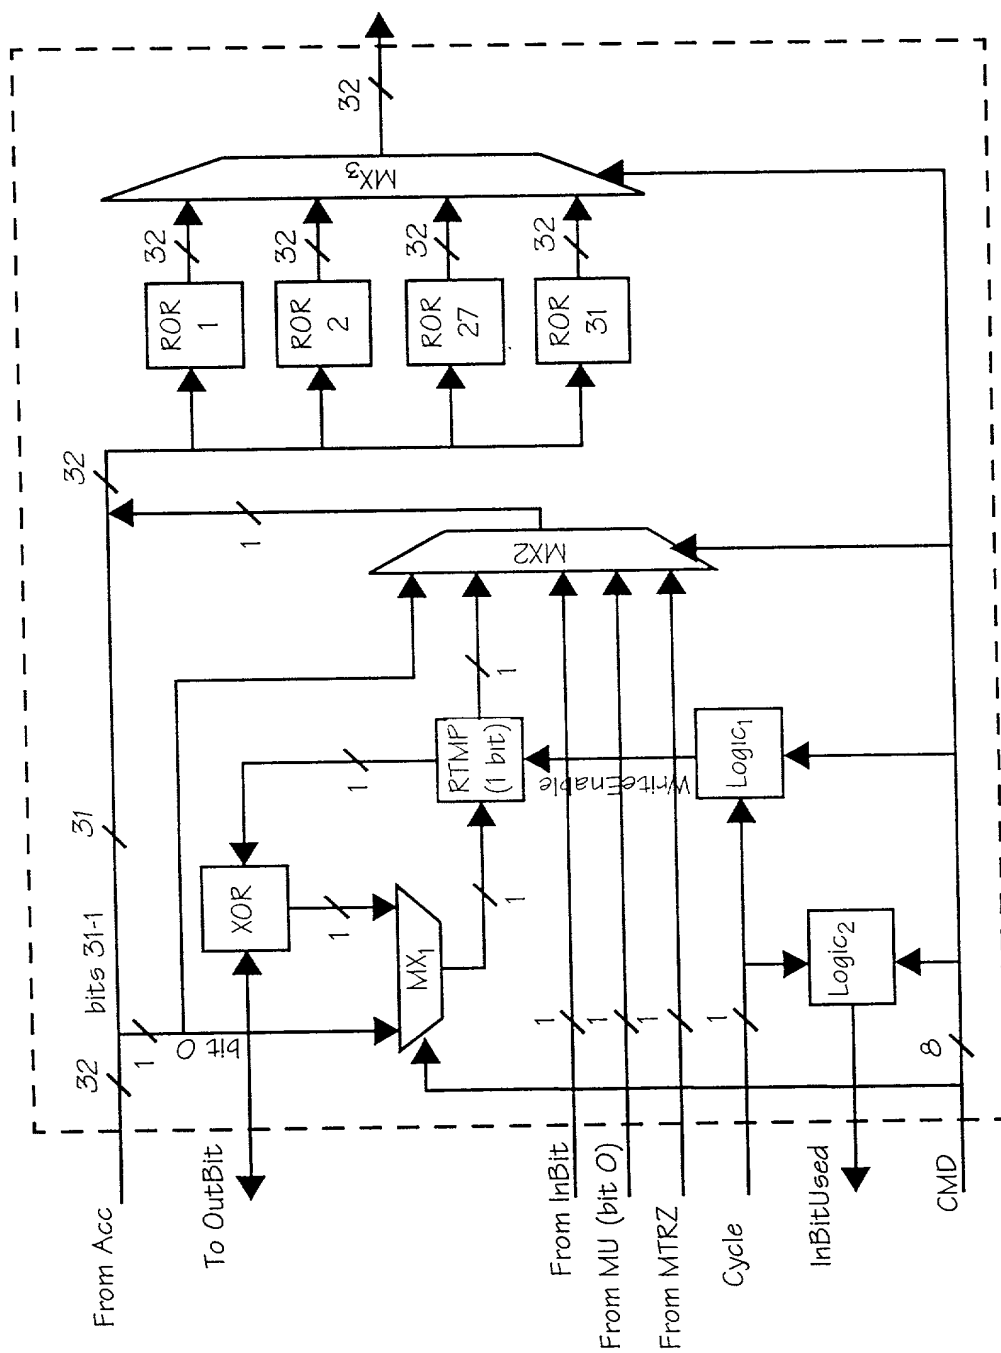 From Acc
32
bits 31-1
31
32
1
bit 0
To OutBit
XOR
1
1
MX1
1
RTMP
(1 bit)
1
WriteEnable
From InBit
1
From MU (bit 0)
1
From MTRZ
1
Cycle
1
Logic1
InBitUsed
Logic2
CMD
8
MX2
1
ROR
1
32
ROR
2
32
ROR
27
32
ROR
31
32
MX3
32